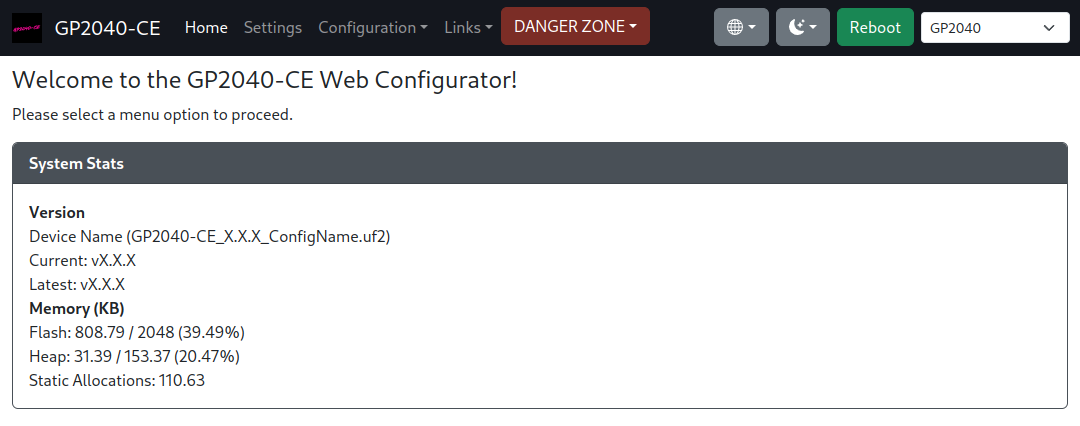 GP2040-CE GP2040-CE Home Settings Configuration Links DANGER ZONE Reboot GP2040
Welcome to the GP2040-CE Web Configurator!
Please select a menu option to proceed.
System Stats
Version
Device Name (GP2040-CE_X.X.X_ConfigName.uf2)
Current: vX.X.X
Latest: vX.X.X
Memory (KB)
Flash: 808.79 / 2048 (39.49%)
Heap: 31.39 / 153.37 (20.47%)
Static Allocations: 110.63